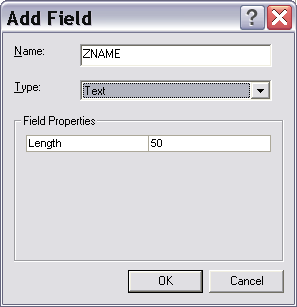 Add Field ?
Name: ZNAME
Type: Text
Field Properties
Length 50
OK Cancel